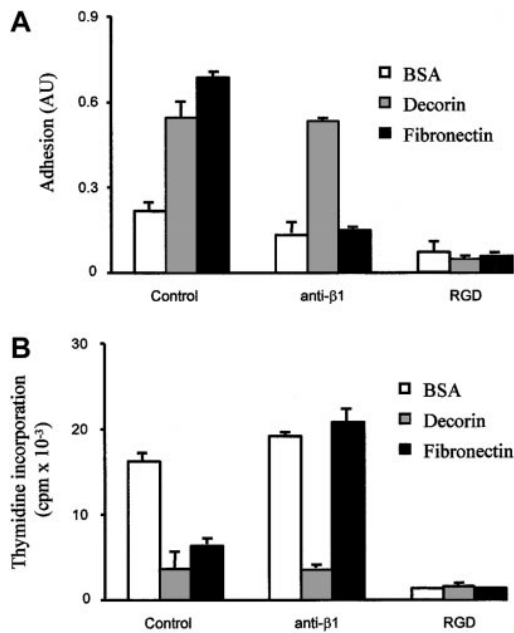 A
Adhesion (AU)
0.9
0.6
0.3
0
BSA
Decorin
Fibronectin
Control
anti-β1
RGD
B
Thymidine incorporation
(cpm x 10⁻³)
30
20
10
0
BSA
Decorin
Fibronectin
Control
anti-β1
RGD